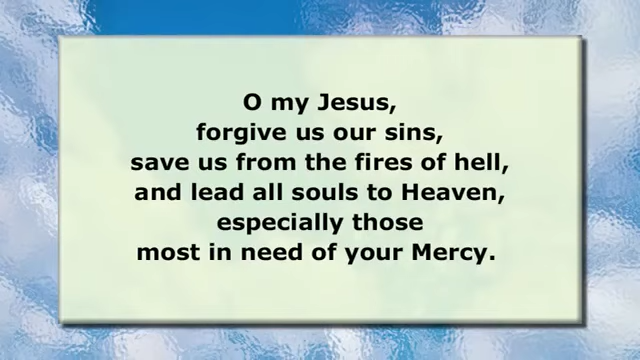 O my Jesus,
forgive us our sins,
save us from the fires of hell,
and lead all souls to Heaven,
especially those
most in need of your Mercy.